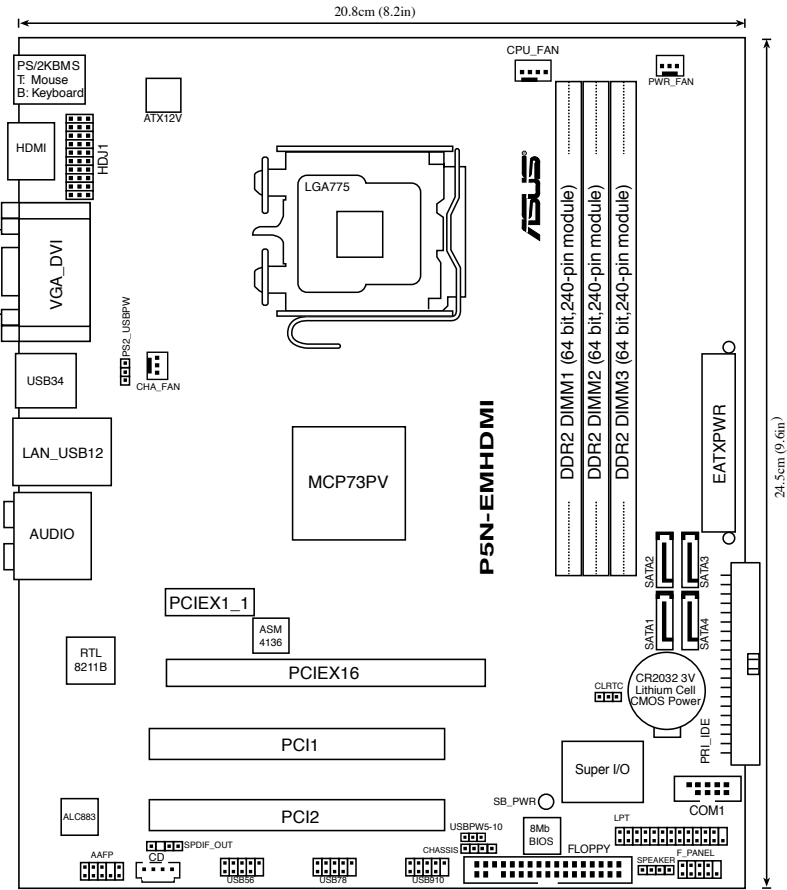 20.8cm (8.2in)
PS/2KBMS
T: Mouse
B: Keyboard
CPU_FAN
PWR_FAN
ATX12V
HDMI
HDJ1
LGA775
ASUS
VGA_DVI
DDR2 DIMM1 (64 bit,240-pin module)
DDR2 DIMM2 (64 bit,240-pin module)
DDR2 DIMM3 (64 bit,240-pin module)
PS2_USBPW
CHA_FAN
USB34
EATXPWR
24.5cm (9.6in)
LAN_USB12
MCP73PV
P5N-EMHDMI
AUDIO
SATA2
SATA3
PCIEX1_1
SATA1
SATA4
ASM
4136
RTL
8211B
PCIEX16
CLRTC
CR2032 3V
Lithium Cell
CMOS Power
PRI_IDE
PCI1
Super I/O
SB_PWR
COM1
ALC883
PCI2
USBPW5-10
8Mb
BIOS
LPT
SPDIF_OUT
CHASSIS
FLOPPY
AAFP
CD
SPEAKER
F_PANEL
USB56
USB78
USB910